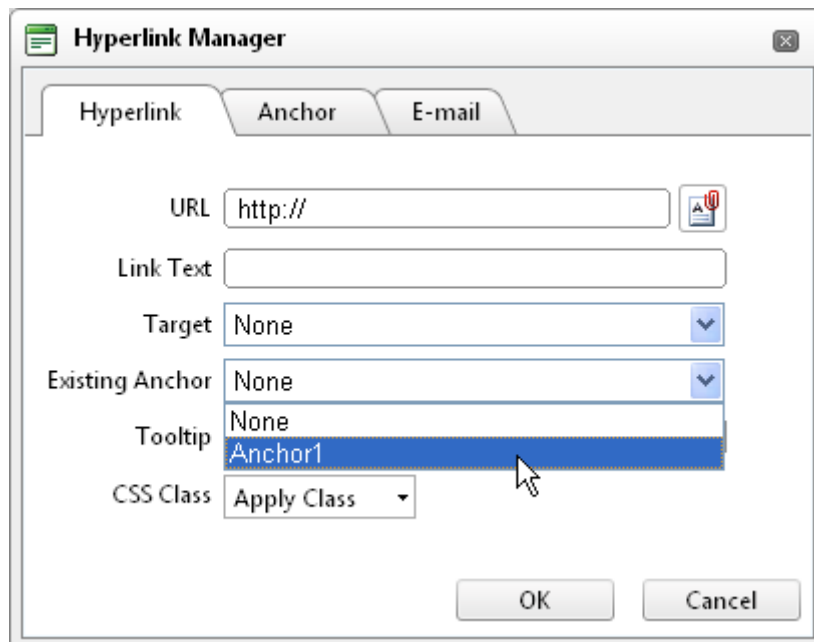 Hyperlink Manager
Hyperlink Anchor E-mail
URL http://
Link Text
Target None
Existing Anchor None
None
Tooltip
Anchor1
CSS Class Apply Class
OK Cancel